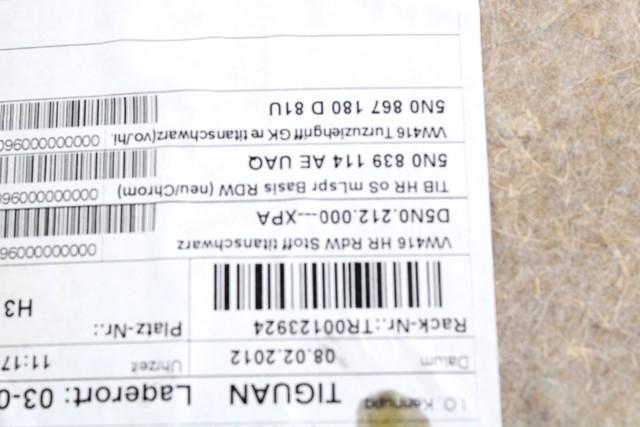 I.O. Kennung TIGUAN Lagerort: 03-0
Datum 08.02.2012 Uhrzeit 11:17
Rack-Nr.:TR00123924 Platz-Nr.: H3
VW416 HR RdW Stoff titanschwarz
D5N0.212.000---XPA
TIB HR oS mLspr Basis RDW (neu/Chrom)
5N0 839 114 AE UAQ
VW416 Turzuziehgriff GK re titanschwarz(vo./hi.
5N0 867 180 D 81U